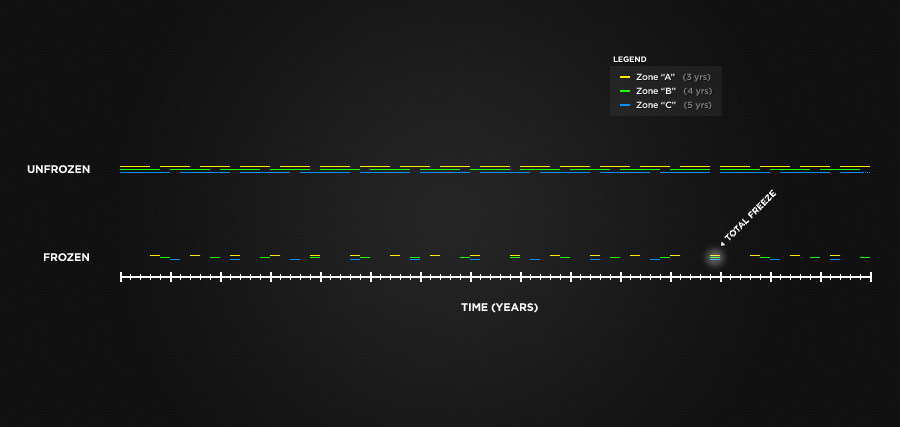 LEGEND
Zone “A” (3 yrs)
Zone “B” (4 yrs)
Zone “C” (5 yrs)
UNFROZEN
TOTAL FREEZE
FROZEN
TIME (YEARS)